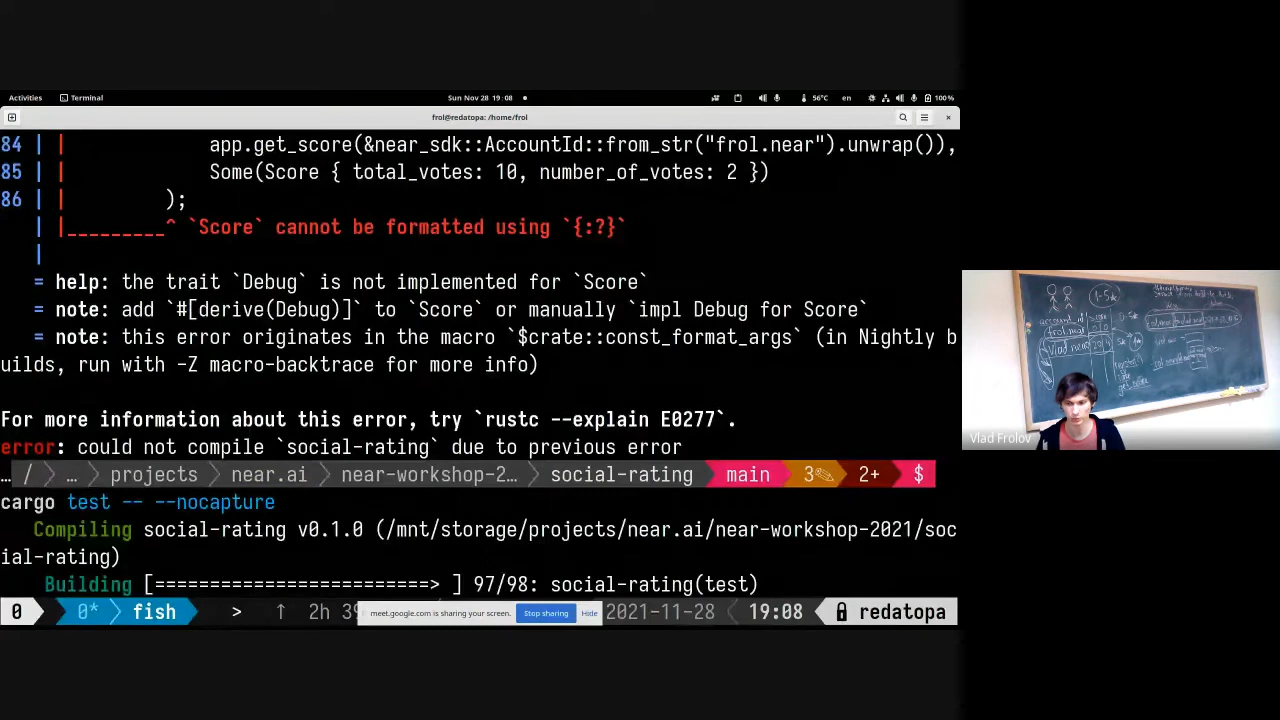 Activities Terminal Sun Nov 28 19:08 56°C en 100 %
frol@redatopa: /home/frol
84 | | app.get_score(&near_sdk::AccountId::from_str("frol.near").unwrap()),
85 | | Some(Score { total_votes: 10, number_of_votes: 2 })
86 | | );
| |_________^ `Score` cannot be formatted using `{:?}`
|
= help: the trait `Debug` is not implemented for `Score`
= note: add `#[derive(Debug)]` to `Score` or manually `impl Debug for Score`
= note: this error originates in the macro `$crate::const_format_args` (in Nightly b
uilds, run with -Z macro-backtrace for more info)
For more information about this error, try `rustc --explain E0277`.
error: could not compile `social-rating` due to previous error
… / … projects near.ai near-workshop-2… social-rating main 3✎ 2+ $
cargo test -- --nocapture
Compiling social-rating v0.1.0 (/mnt/storage/projects/near.ai/near-workshop-2021/soc
ial-rating)
Building [=========================> ] 97/98: social-rating(test)
0 0* fish > ↑ 2h 39 meet.google.com is sharing your screen. Stop sharing Hide 2021-11-28 19:08 redatopa
1-5
account_id
Vlad Frolov